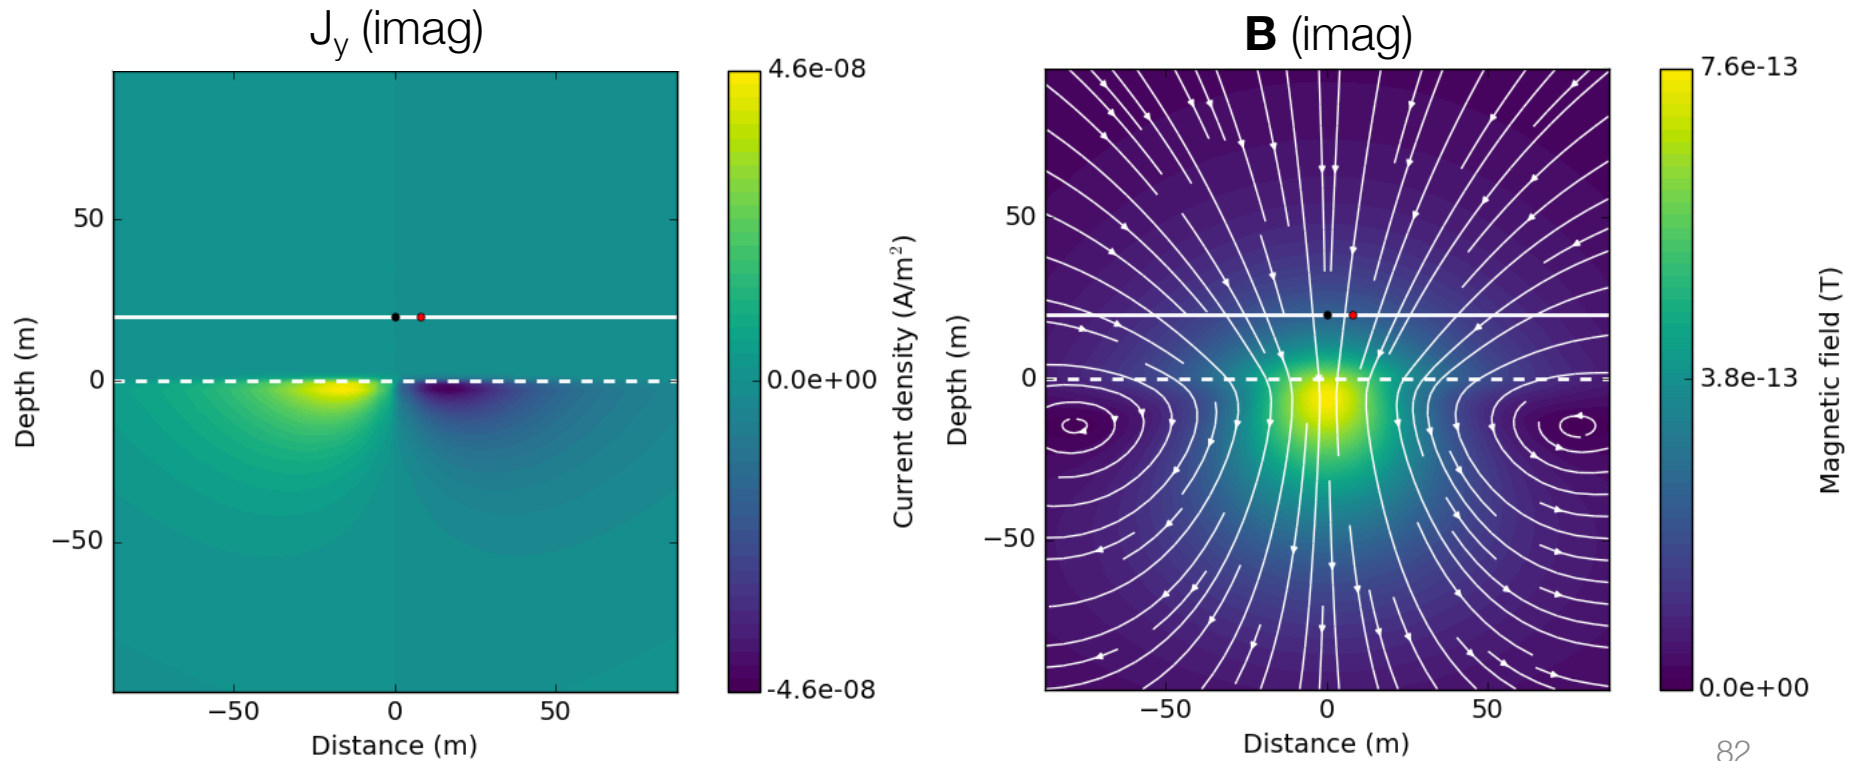 J_y (imag)
4.6e-08
50
0
−50
−50 0 50
Depth (m)
Distance (m)
0.0e+00
-4.6e-08
Current density (A/m²)
B (imag)
7.6e-13
50
0
−50
−50 0 50
Depth (m)
Distance (m)
3.8e-13
0.0e+00
Magnetic field (T)
82